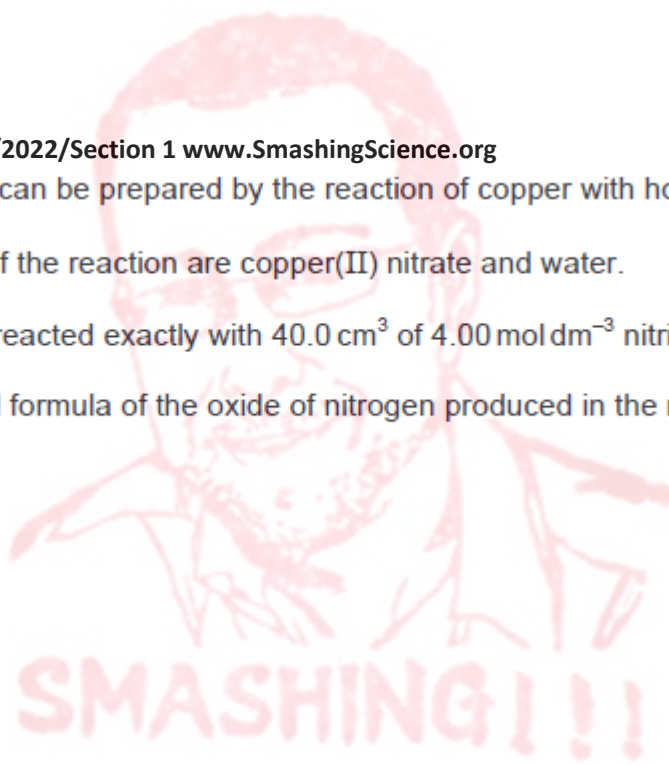 /2022/Section 1 www.SmashingScience.org
can be prepared by the reaction of copper with
f the reaction are copper(II) nitrate and water.
reacted exactly with 40.0 cm³ of 4.00 mol dm⁻³
formula of the oxide of nitrogen produced in the
SMASHING!!!